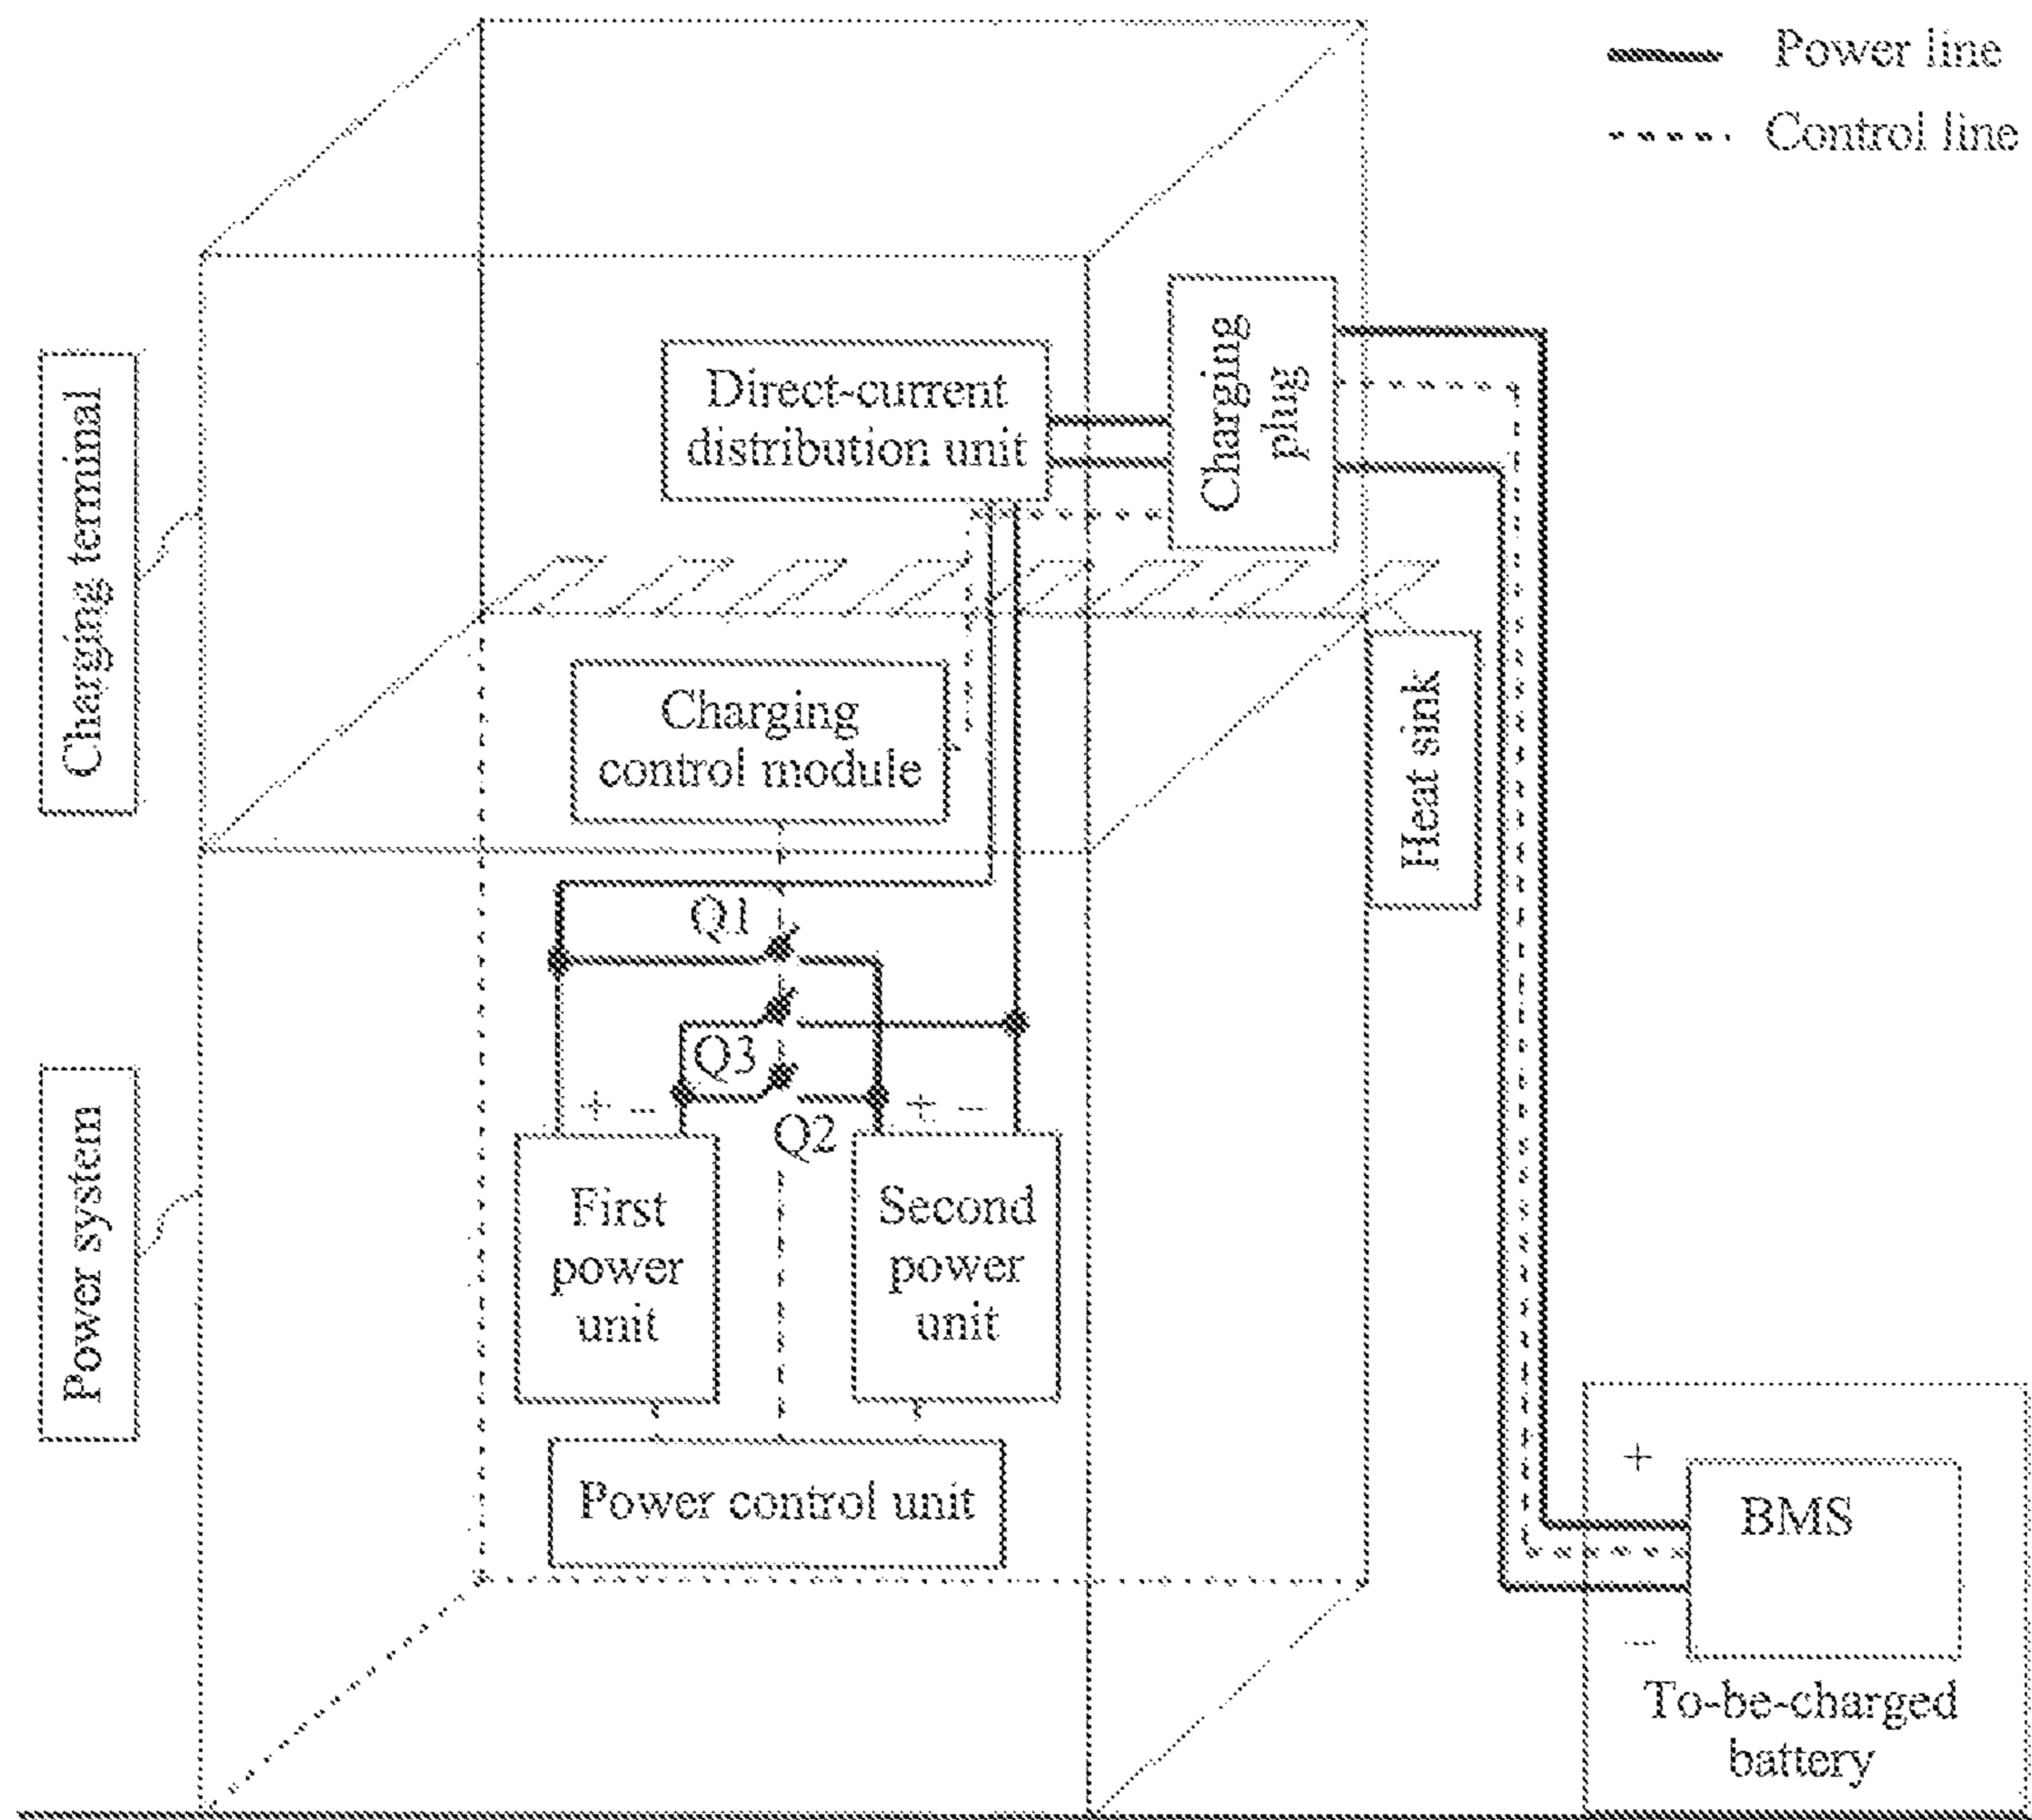 Power line
Control line
Charging terminal
Direct-current
distribution unit
Charging
plug
Charging
control module
Heat sink
Q1
Q3
+ -
+ -
Q2
Power system
First
power
unit
Second
power
unit
Power control unit
+
BMS
-
To-be-charged
battery